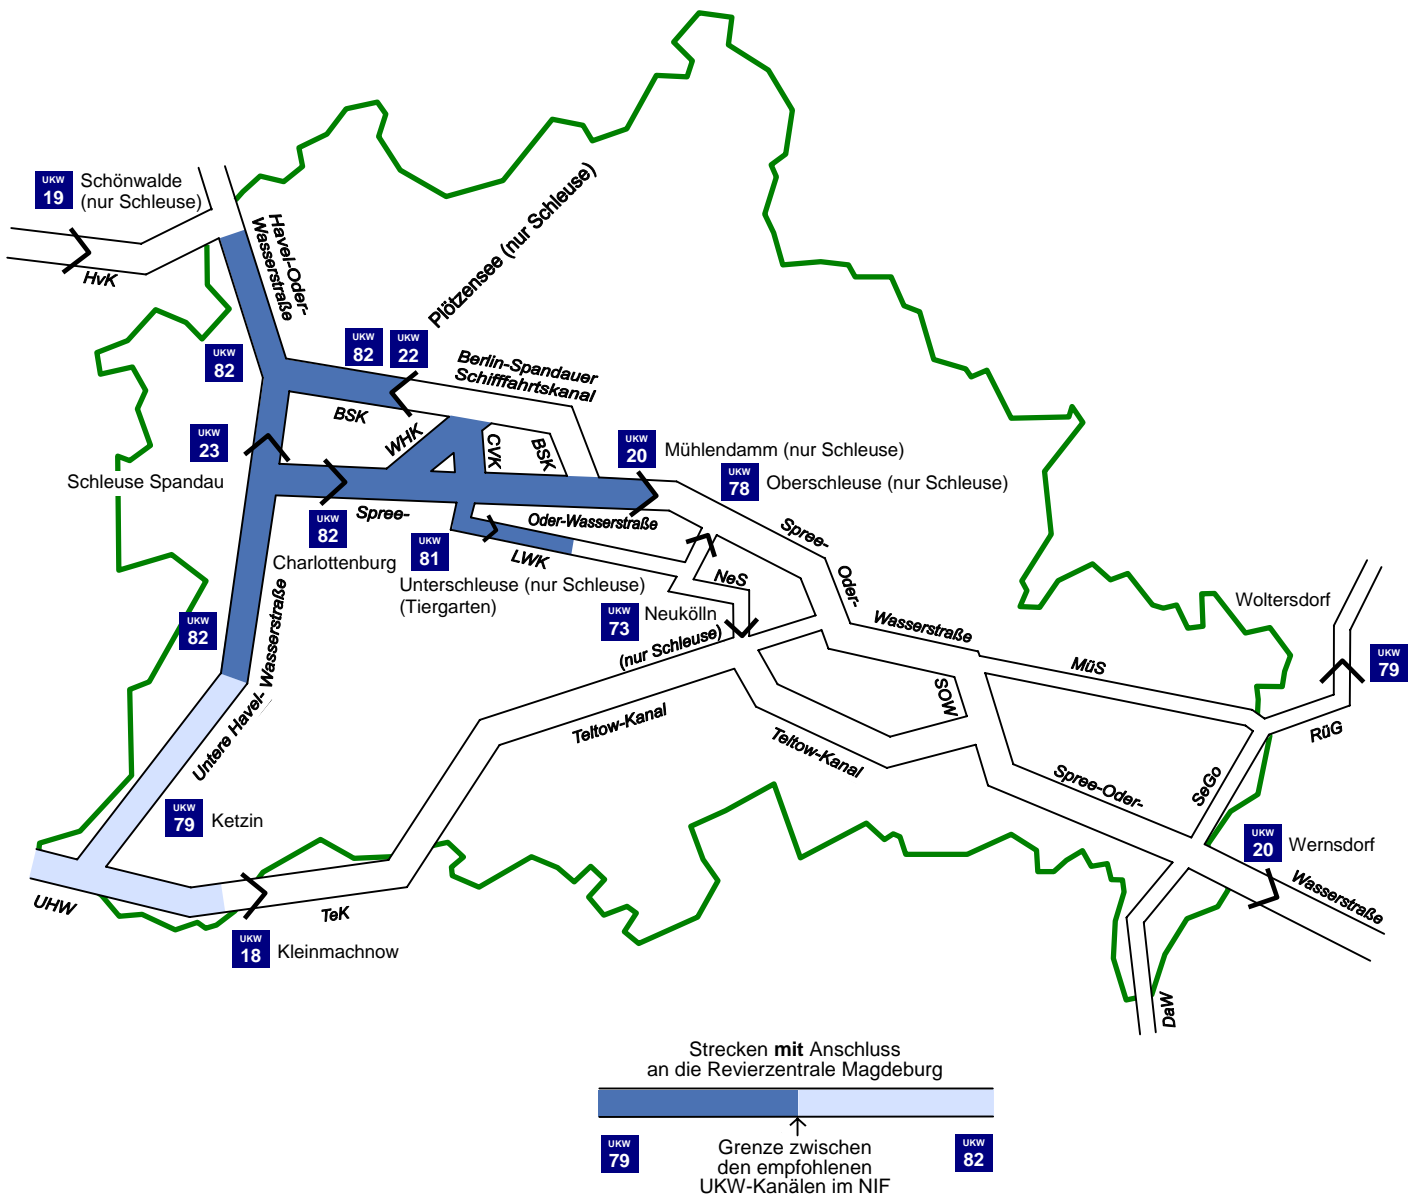 UKW
19
Schönwalde
(nur Schleuse)
HvK
Havel-Oder-
Wasserstraße
Plötzensee (nur Schleuse)
UKW
82
UKW
82
UKW
22
Berlin-Spandauer
Schifffahrtskanal
BSK
WHK
CVK
BSK
UKW
23
Schleuse Spandau
UKW
20
Mühlendamm (nur Schleuse)
UKW
78
Oberschleuse (nur Schleuse)
Spree-
Oder-Wasserstraße
UKW
82
Charlottenburg
UKW
81
LWK
Unterschleuse (nur Schleuse)
(Tiergarten)
Spree-
Oder-
Wasserstraße
NeS
UKW
73
Neukölln
(nur Schleuse)
UKW
82
Untere Havel-Wasserstraße
Woltersdorf
UKW
79
MüS
SOW
RüG
Teltow-Kanal
Teltow-Kanal
Spree-Oder-
SeGo
UKW
79
Ketzin
UKW
20
Wernsdorf
Wasserstraße
UHW
TeK
UKW
18
Kleinmachnow
DaW
Strecken mit Anschluss
an die Revierzentrale Magdeburg
UKW
79
Grenze zwischen
den empfohlenen
UKW-Kanälen im NIF
UKW
82